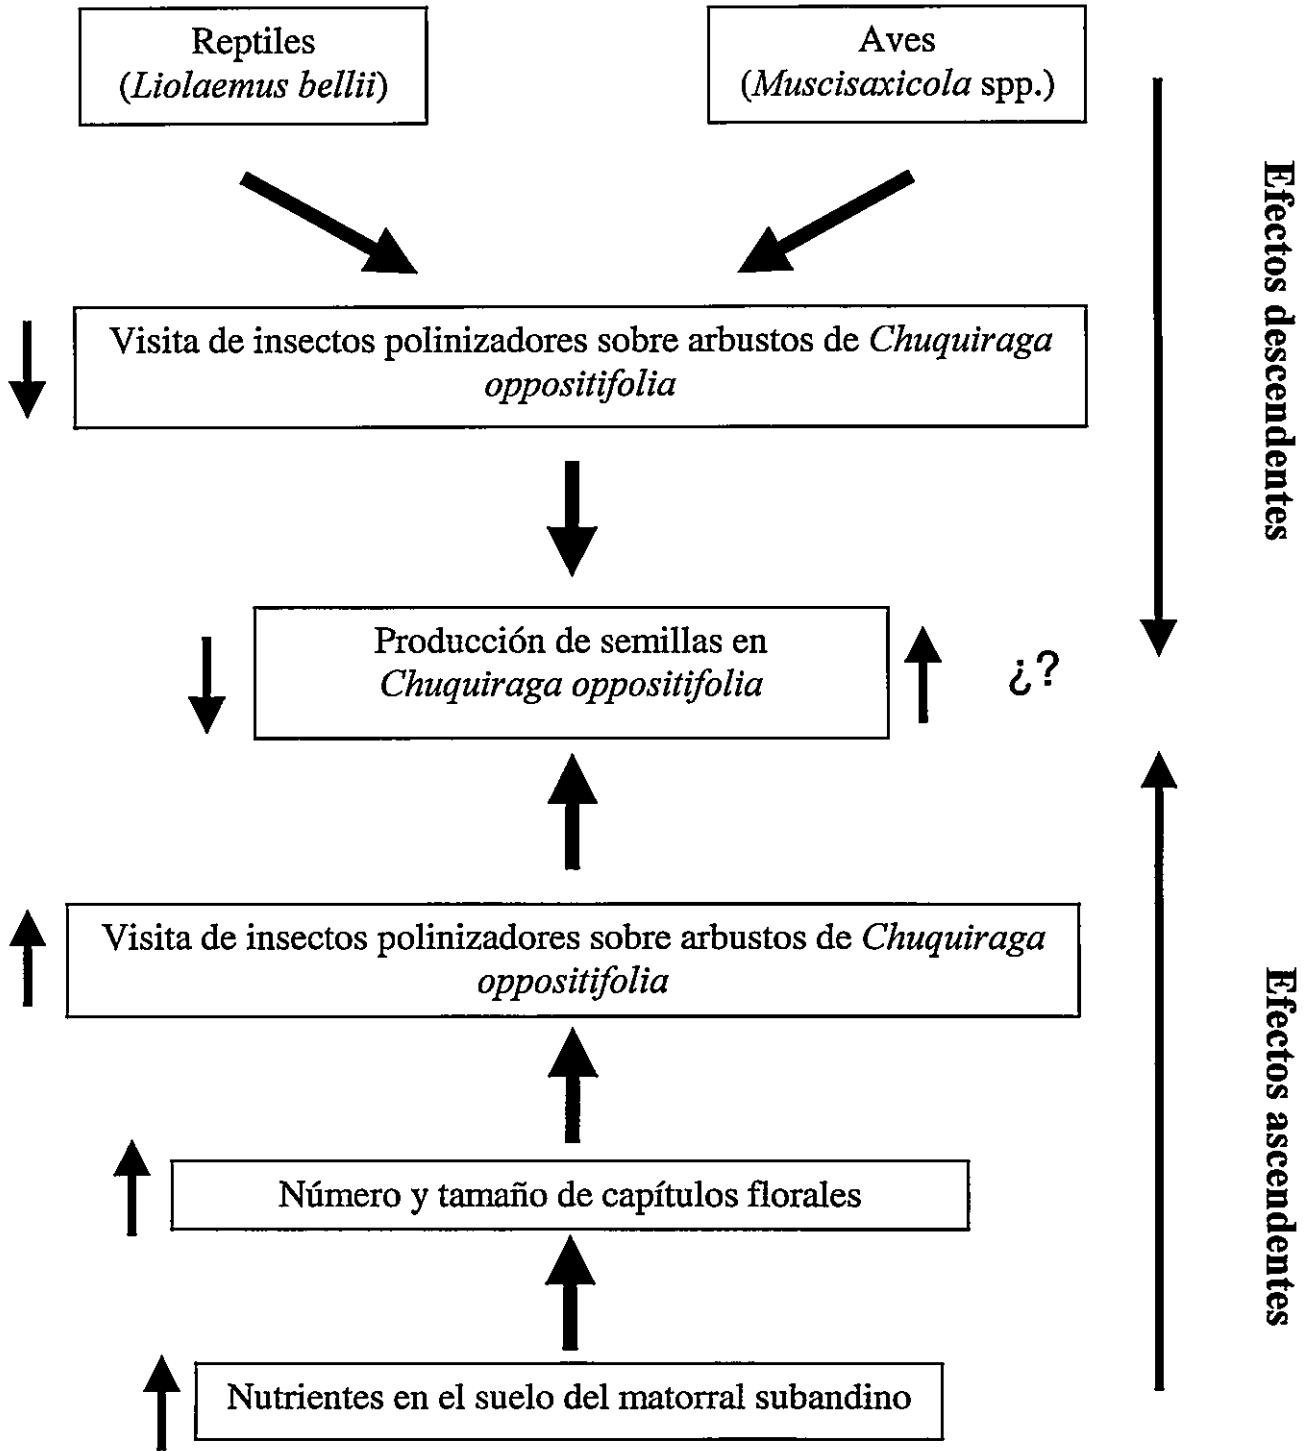 Reptiles
(Liolaemus bellii)
Aves
(Muscisaxicola spp.)
Efectos descendentes
Visita de insectos polinizadores sobre arbustos de Chuquiraga
oppositifolia
Producción de semillas en
Chuquiraga oppositifolia
¿?
Visita de insectos polinizadores sobre arbustos de Chuquiraga
oppositifolia
Efectos ascendentes
Número y tamaño de capítulos florales
Nutrientes en el suelo del matorral subandino